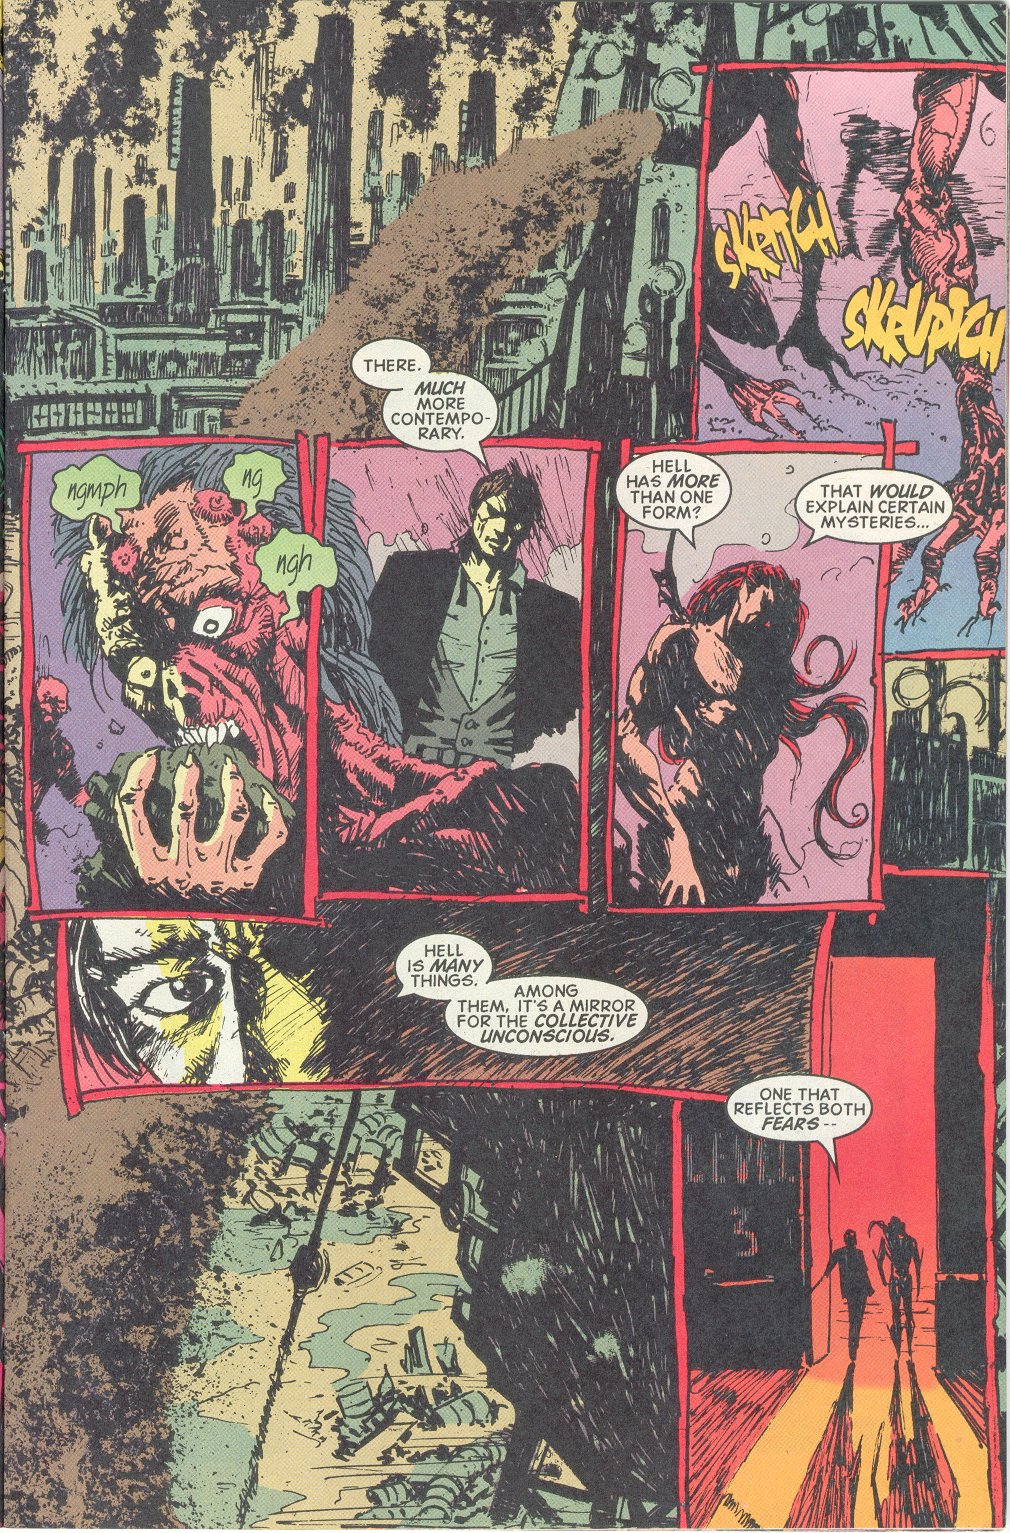 SKRITCH
SKRUPTCH
THERE.
MUCH
MORE
CONTEMPO-
RARY.
ngmph
ng
ngh
HELL
HAS MORE
THAN ONE
FORM?
THAT WOULD
EXPLAIN CERTAIN
MYSTERIES...
HELL
IS MANY
THINGS.
AMONG
THEM, IT'S A MIRROR
FOR THE COLLECTIVE
UNCONSCIOUS.
ONE THAT
REFLECTS BOTH
FEARS --